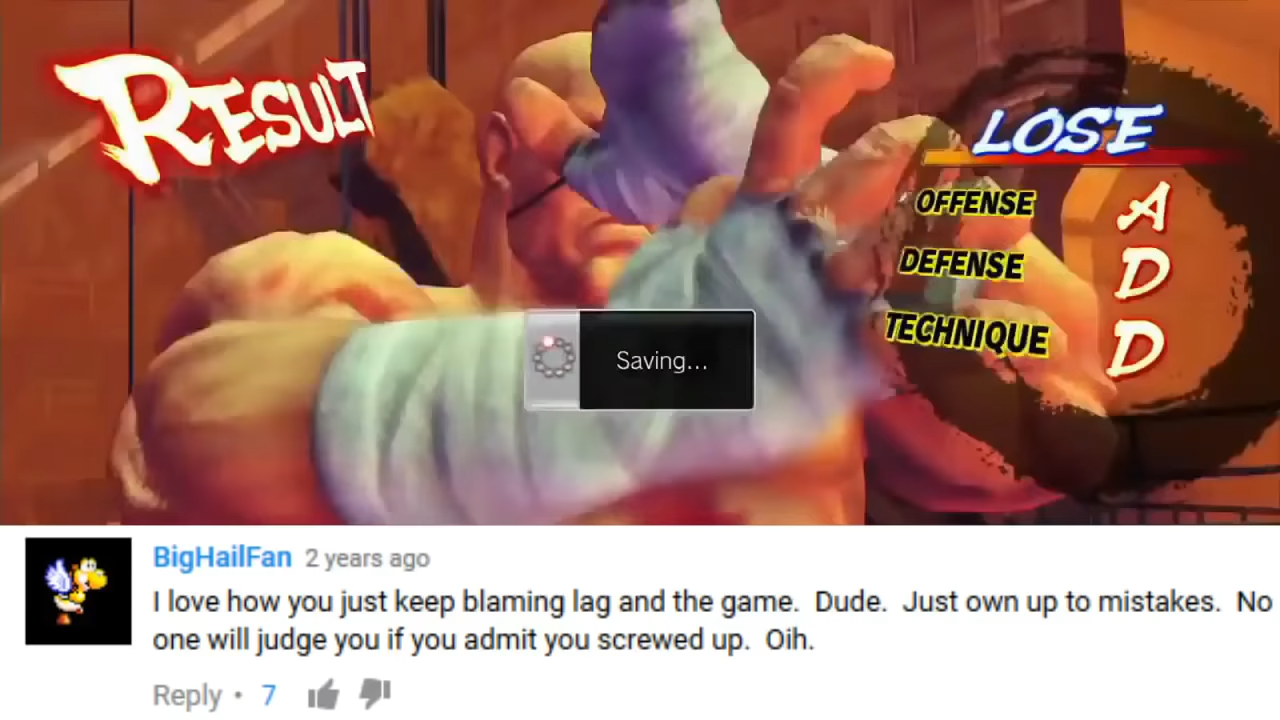 RESULT
LOSE
OFFENSE A
DEFENSE D
TECHNIQUE D
Saving...
BigHailFan 2 years ago
I love how you just keep blaming lag and the game.  Dude.  Just own up to mistakes.  No
one will judge you if you admit you screwed up.  Oih.
Reply • 7